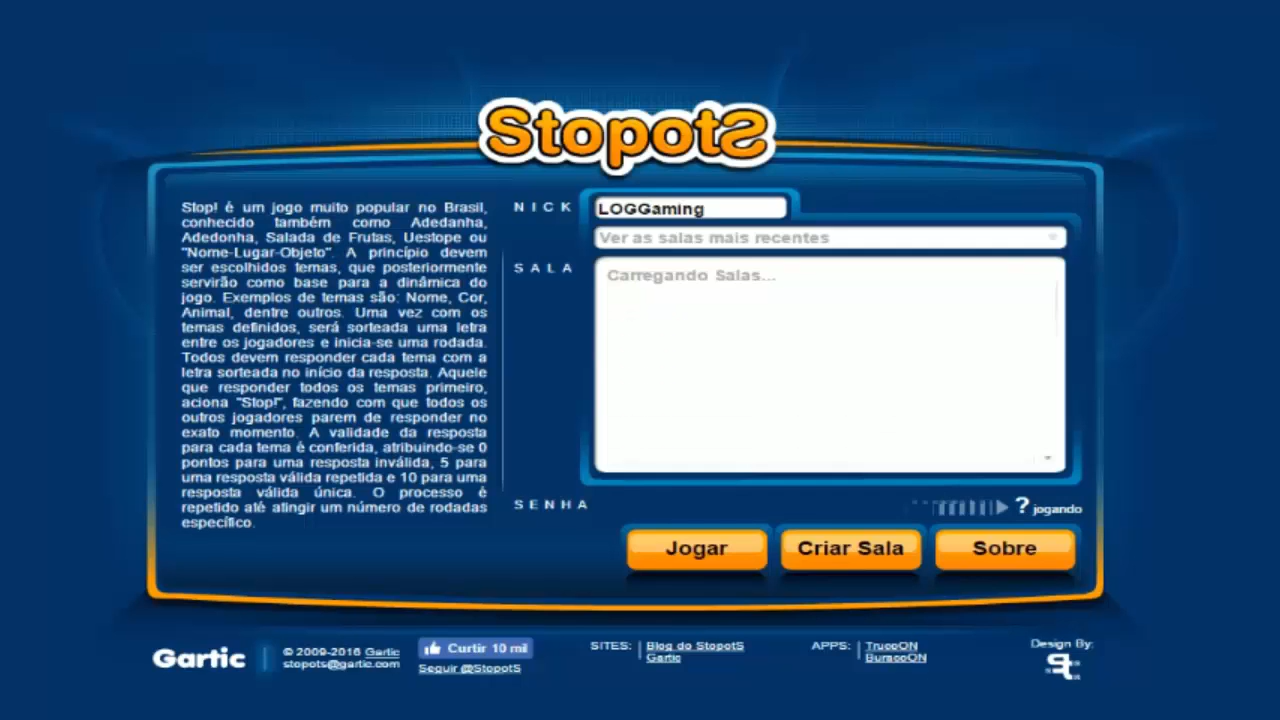 StopotS
Stop! é um jogo muito popular no Brasil,
conhecido também como Adedanha,
Adedonha, Salada de Frutas, Uestope ou
"Nome-Lugar-Objeto". A princípio devem
ser escolhidos temas, que posteriormente
servirão como base para a dinâmica do
jogo. Exemplos de temas são: Nome, Cor,
Animal, dentre outros. Uma vez com os
temas definidos, será sorteada uma letra
entre os jogadores e inicia-se uma rodada.
Todos devem responder cada tema com a
letra sorteada no início da resposta. Aquele
que responder todos os temas primeiro,
aciona "Stop!", fazendo com que todos os
outros jogadores parem de responder no
exato momento. A validade da resposta
para cada tema é conferida, atribuindo-se 0
pontos para uma resposta inválida, 5 para
uma resposta válida repetida e 10 para uma
resposta válida única. O processo é
repetido até atingir um número de rodadas
específico.
NICK
LOGGaming
Ver as salas mais recentes
SALA
Carregando Salas...
SENHA
? jogando
Jogar
Criar Sala
Sobre
Gartic
© 2009-2016 Gartic
stopots@gartic.com
Curtir 10 mil
Seguir @StopotS
SITES:
Blog do StopotS
Gartic
APPS:
TrucoON
BuracoON
Design By: